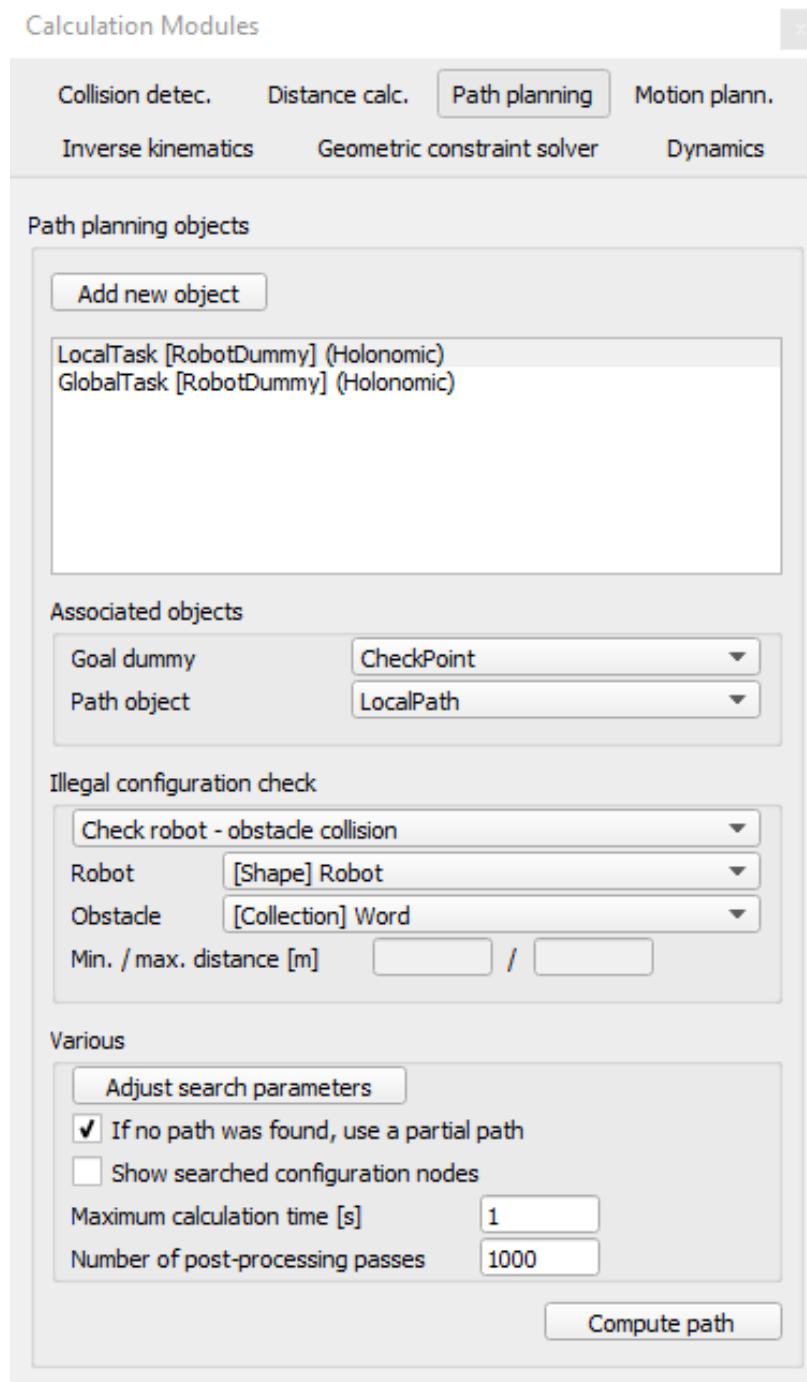 Calculation Modules
Collision detec. Distance calc. Path planning Motion plann.
Inverse kinematics Geometric constraint solver Dynamics
Path planning objects
Add new object
LocalTask [RobotDummy] (Holonomic)
GlobalTask [RobotDummy] (Holonomic)
Associated objects
Goal dummy CheckPoint
Path object LocalPath
Illegal configuration check
Check robot - obstacle collision
Robot [Shape] Robot
Obstacle [Collection] Word
Min. / max. distance [m] /
Various
Adjust search parameters
If no path was found, use a partial path
Show searched configuration nodes
Maximum calculation time [s] 1
Number of post-processing passes 1000
Compute path